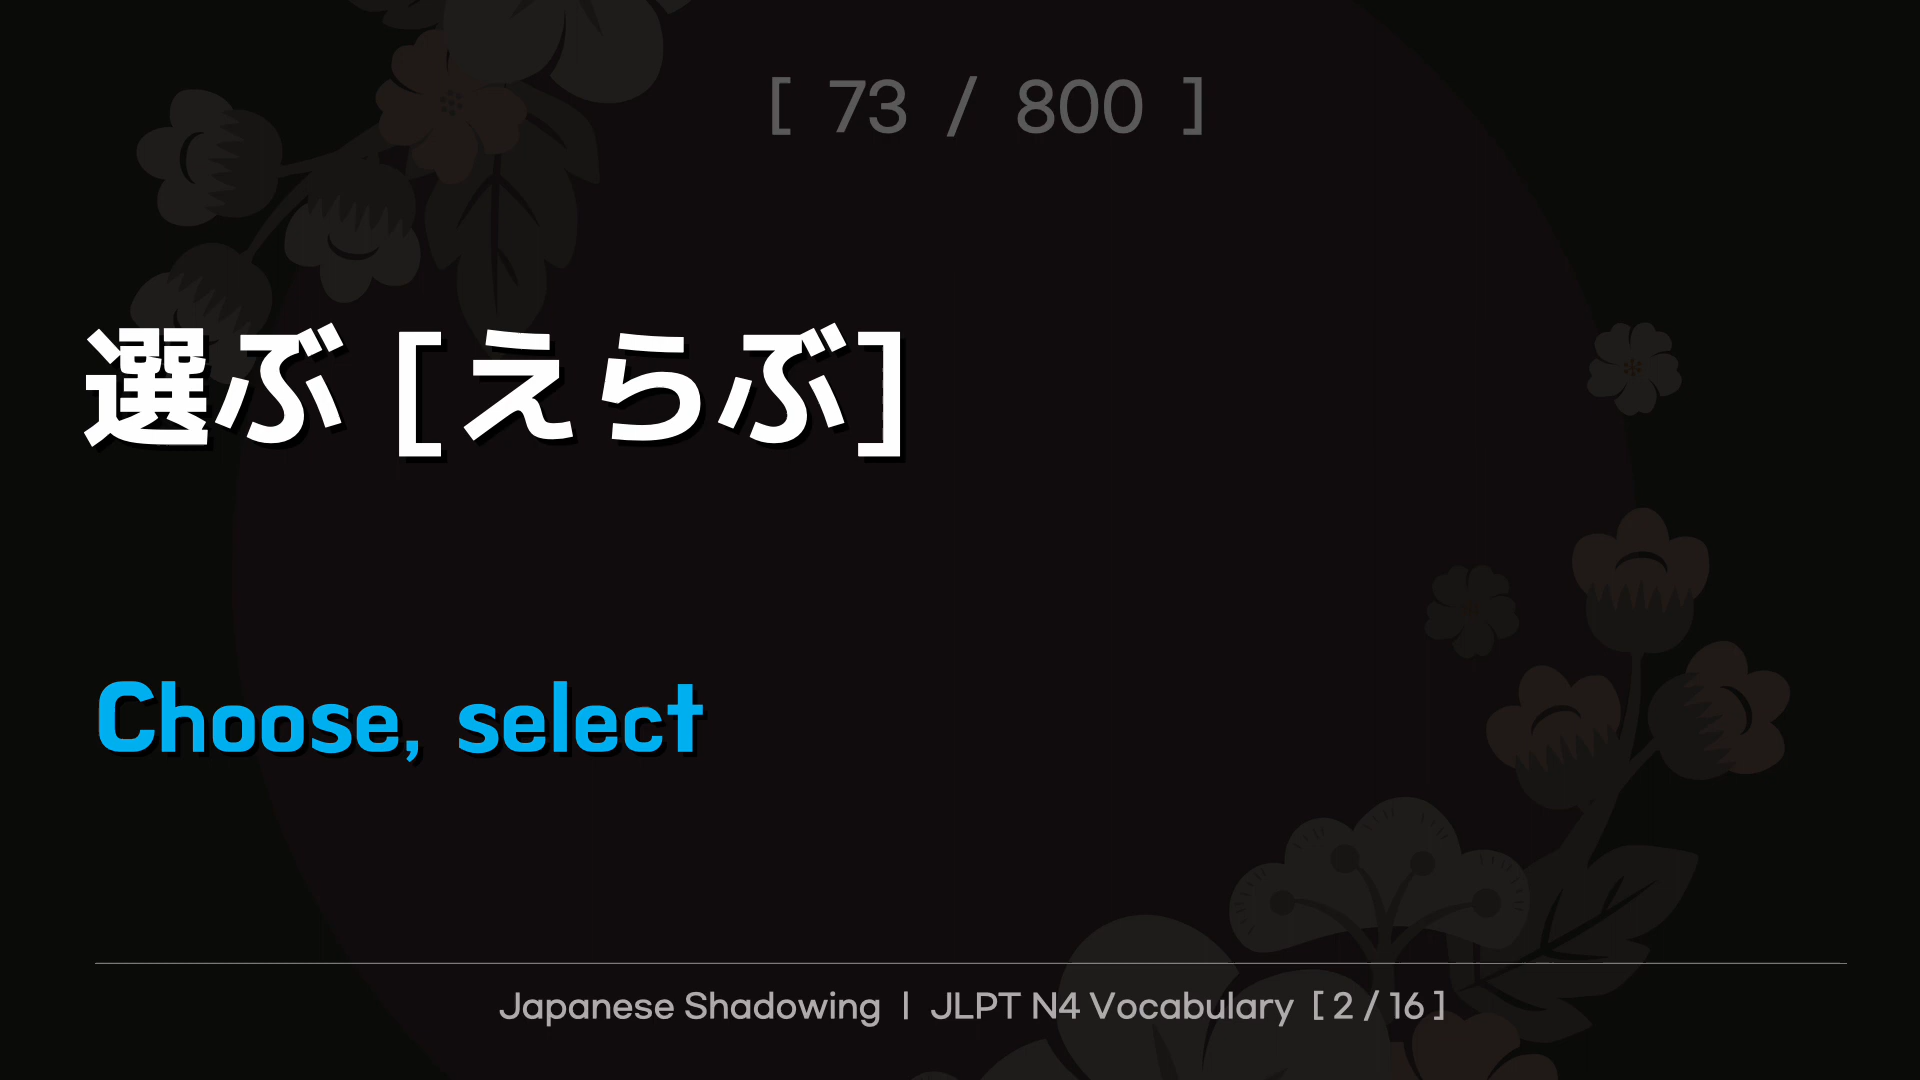 [ 73 / 800 ]
選ぶ [えらぶ]
Choose, select
Japanese Shadowing | JLPT N4 Vocabulary [ 2 / 16 ]